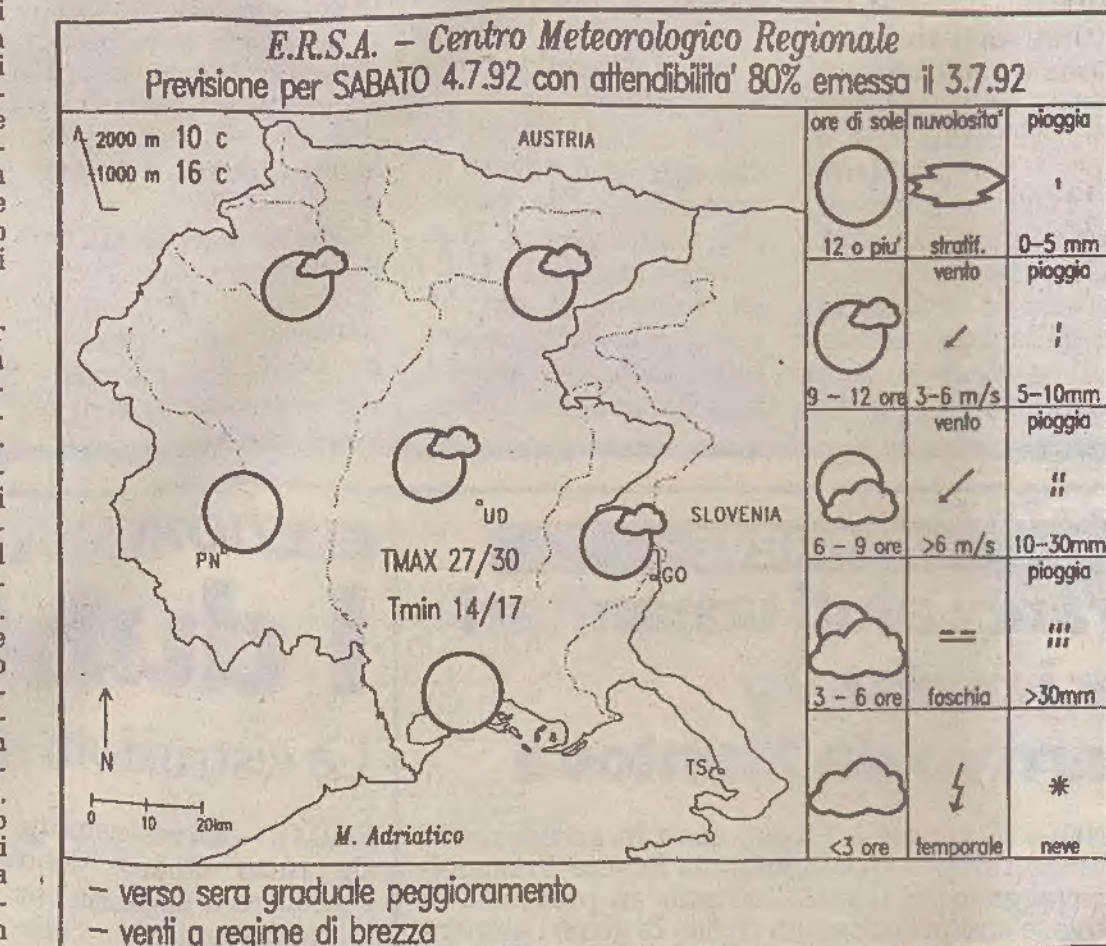 E.R.S.A. – Centro Meteorologico Regionale
Previsione per SABATO 4.7.92 con attendibilita' 80% emessa il 3.7.92
2000 m 10 c
1000 m 16 c
AUSTRIA
SLOVENIA
UD
PN
GO
TMAX 27/30
Tmin 14/17
TS
N
0 10 20km
M. Adriatico
ore di sole nuvolosita' pioggia
12 o piu' stratif. 0–5 mm
vento pioggia
9 – 12 ore 3–6 m/s 5–10mm
vento pioggia
6 – 9 ore >6 m/s 10–30mm
pioggia
3 – 6 ore foschia >30mm
<3 ore temporale neve
– verso sera graduale peggioramento
– venti a regime di brezza